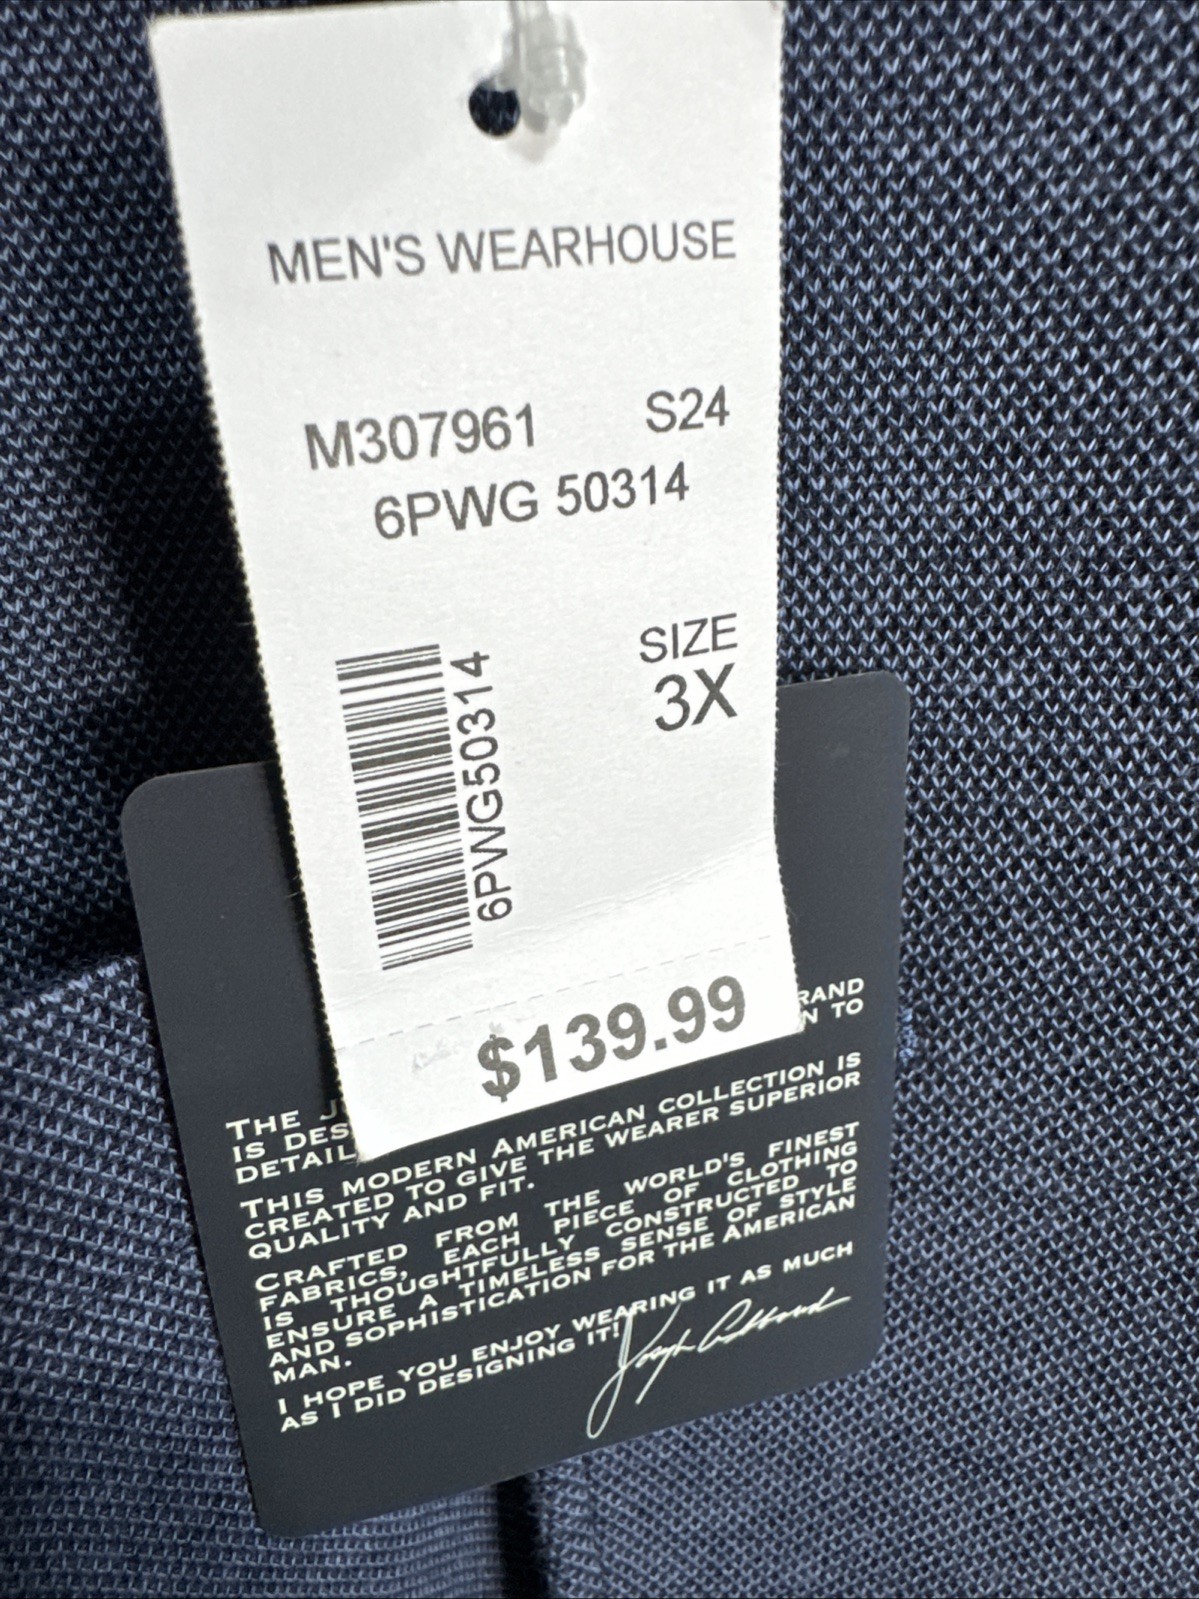 MEN'S WEARHOUSE
M307961 S24
6PWG 50314
SIZE
3X
6PWG50314
$139.99
THE
IS
DETAIL
TO
THIS MODERN AMERICAN COLLECTION IS
CREATED TO GIVE THE WEARER SUPERIOR
QUALITY AND FIT.
CRAFTED FROM THE WORLD'S FINEST
FABRICS, EACH PIECE OF CLOTHING
IS THOUGHTFULLY CONSTRUCTED TO
ENSURE A TIMELESS SENSE OF STYLE
AND SOPHISTICATION FOR THE AMERICAN
MAN.
I HOPE YOU ENJOY WEARING IT AS MUCH
AS I DID DESIGNING IT!
Joseph Abboud